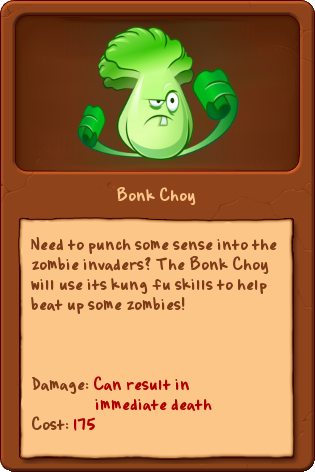 Bonk Choy
Need to punch some sense into the
zombie invaders? The Bonk Choy
will use its kung fu skills to help
beat up some zombies!
Damage: Can result in
immediate death
Cost: 175